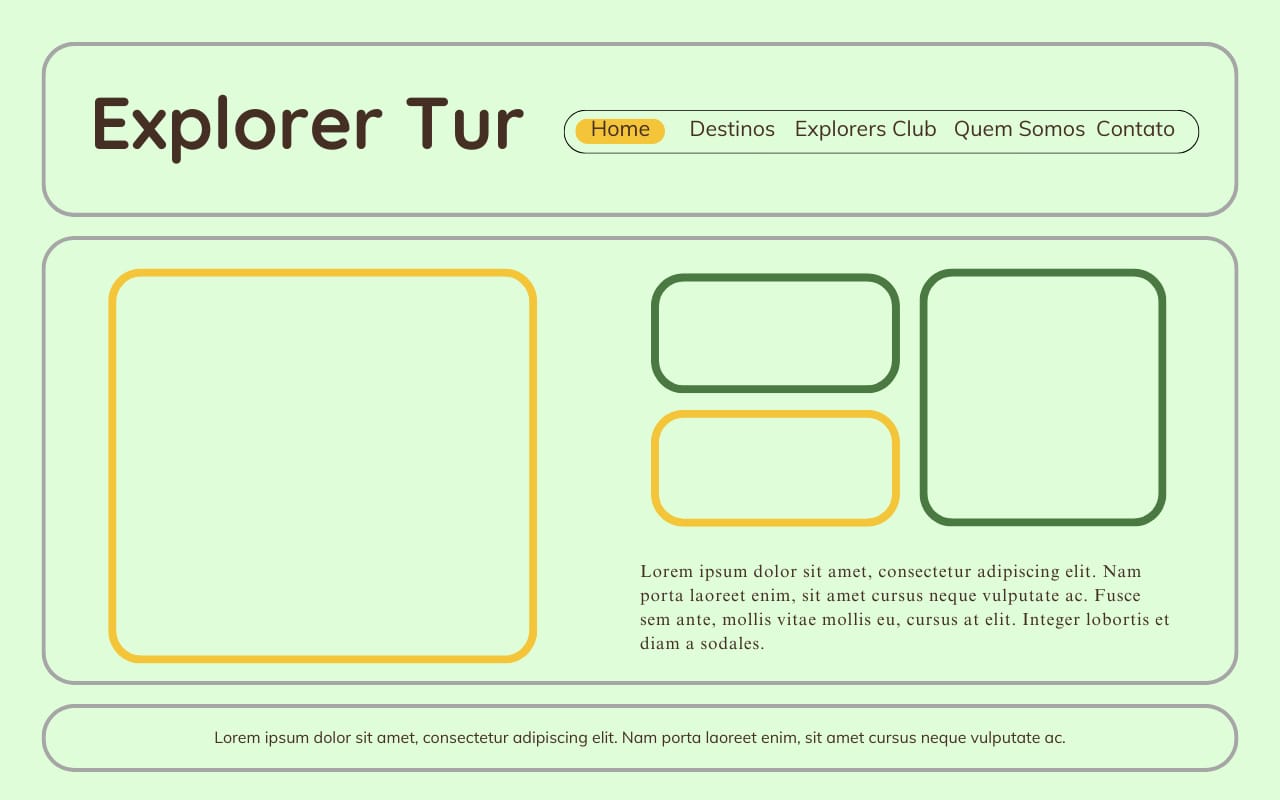 Explorer Tur
Home Destinos Explorers Club Quem Somos Contato
Lorem ipsum dolor sit amet, consectetur adipiscing elit. Nam
porta laoreet enim, sit amet cursus neque vulputate ac. Fusce
sem ante, mollis vitae mollis eu, cursus at elit. Integer lobortis et
diam a sodales.
Lorem ipsum dolor sit amet, consectetur adipiscing elit. Nam porta laoreet enim, sit amet cursus neque vulputate ac.